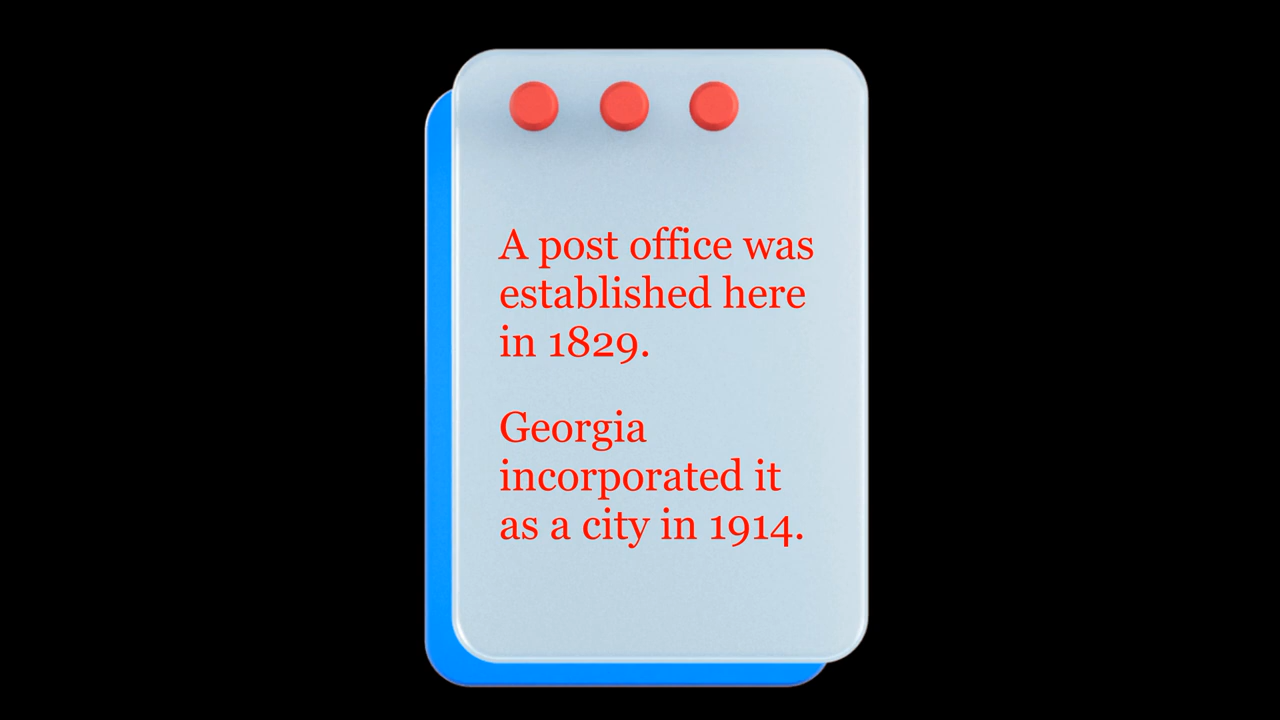 A post office was
established here
in 1829.
Georgia
incorporated it
as a city in 1914.